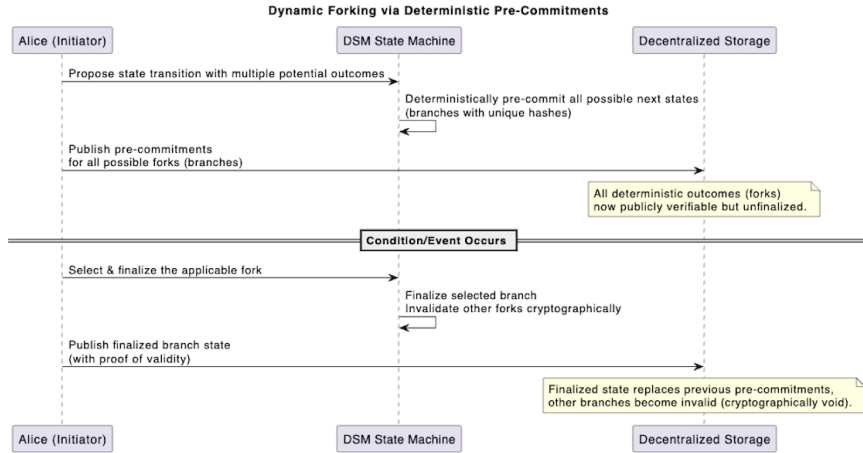 Dynamic Forking via Deterministic Pre-Commitments
Alice (Initiator)
DSM State Machine
Decentralized Storage
Propose state transition with multiple potential outcomes
Deterministically pre-commit all possible next states
(branches with unique hashes)
Publish pre-commitments
for all possible forks (branches)
All deterministic outcomes (forks)
now publicly verifiable but unfinalized.
Condition/Event Occurs
Select & finalize the applicable fork
Finalize selected branch
Invalidate other forks cryptographically
Publish finalized branch state
(with proof of validity)
Finalized state replaces previous pre-commitments,
other branches become invalid (cryptographically void).
Alice (Initiator)
DSM State Machine
Decentralized Storage